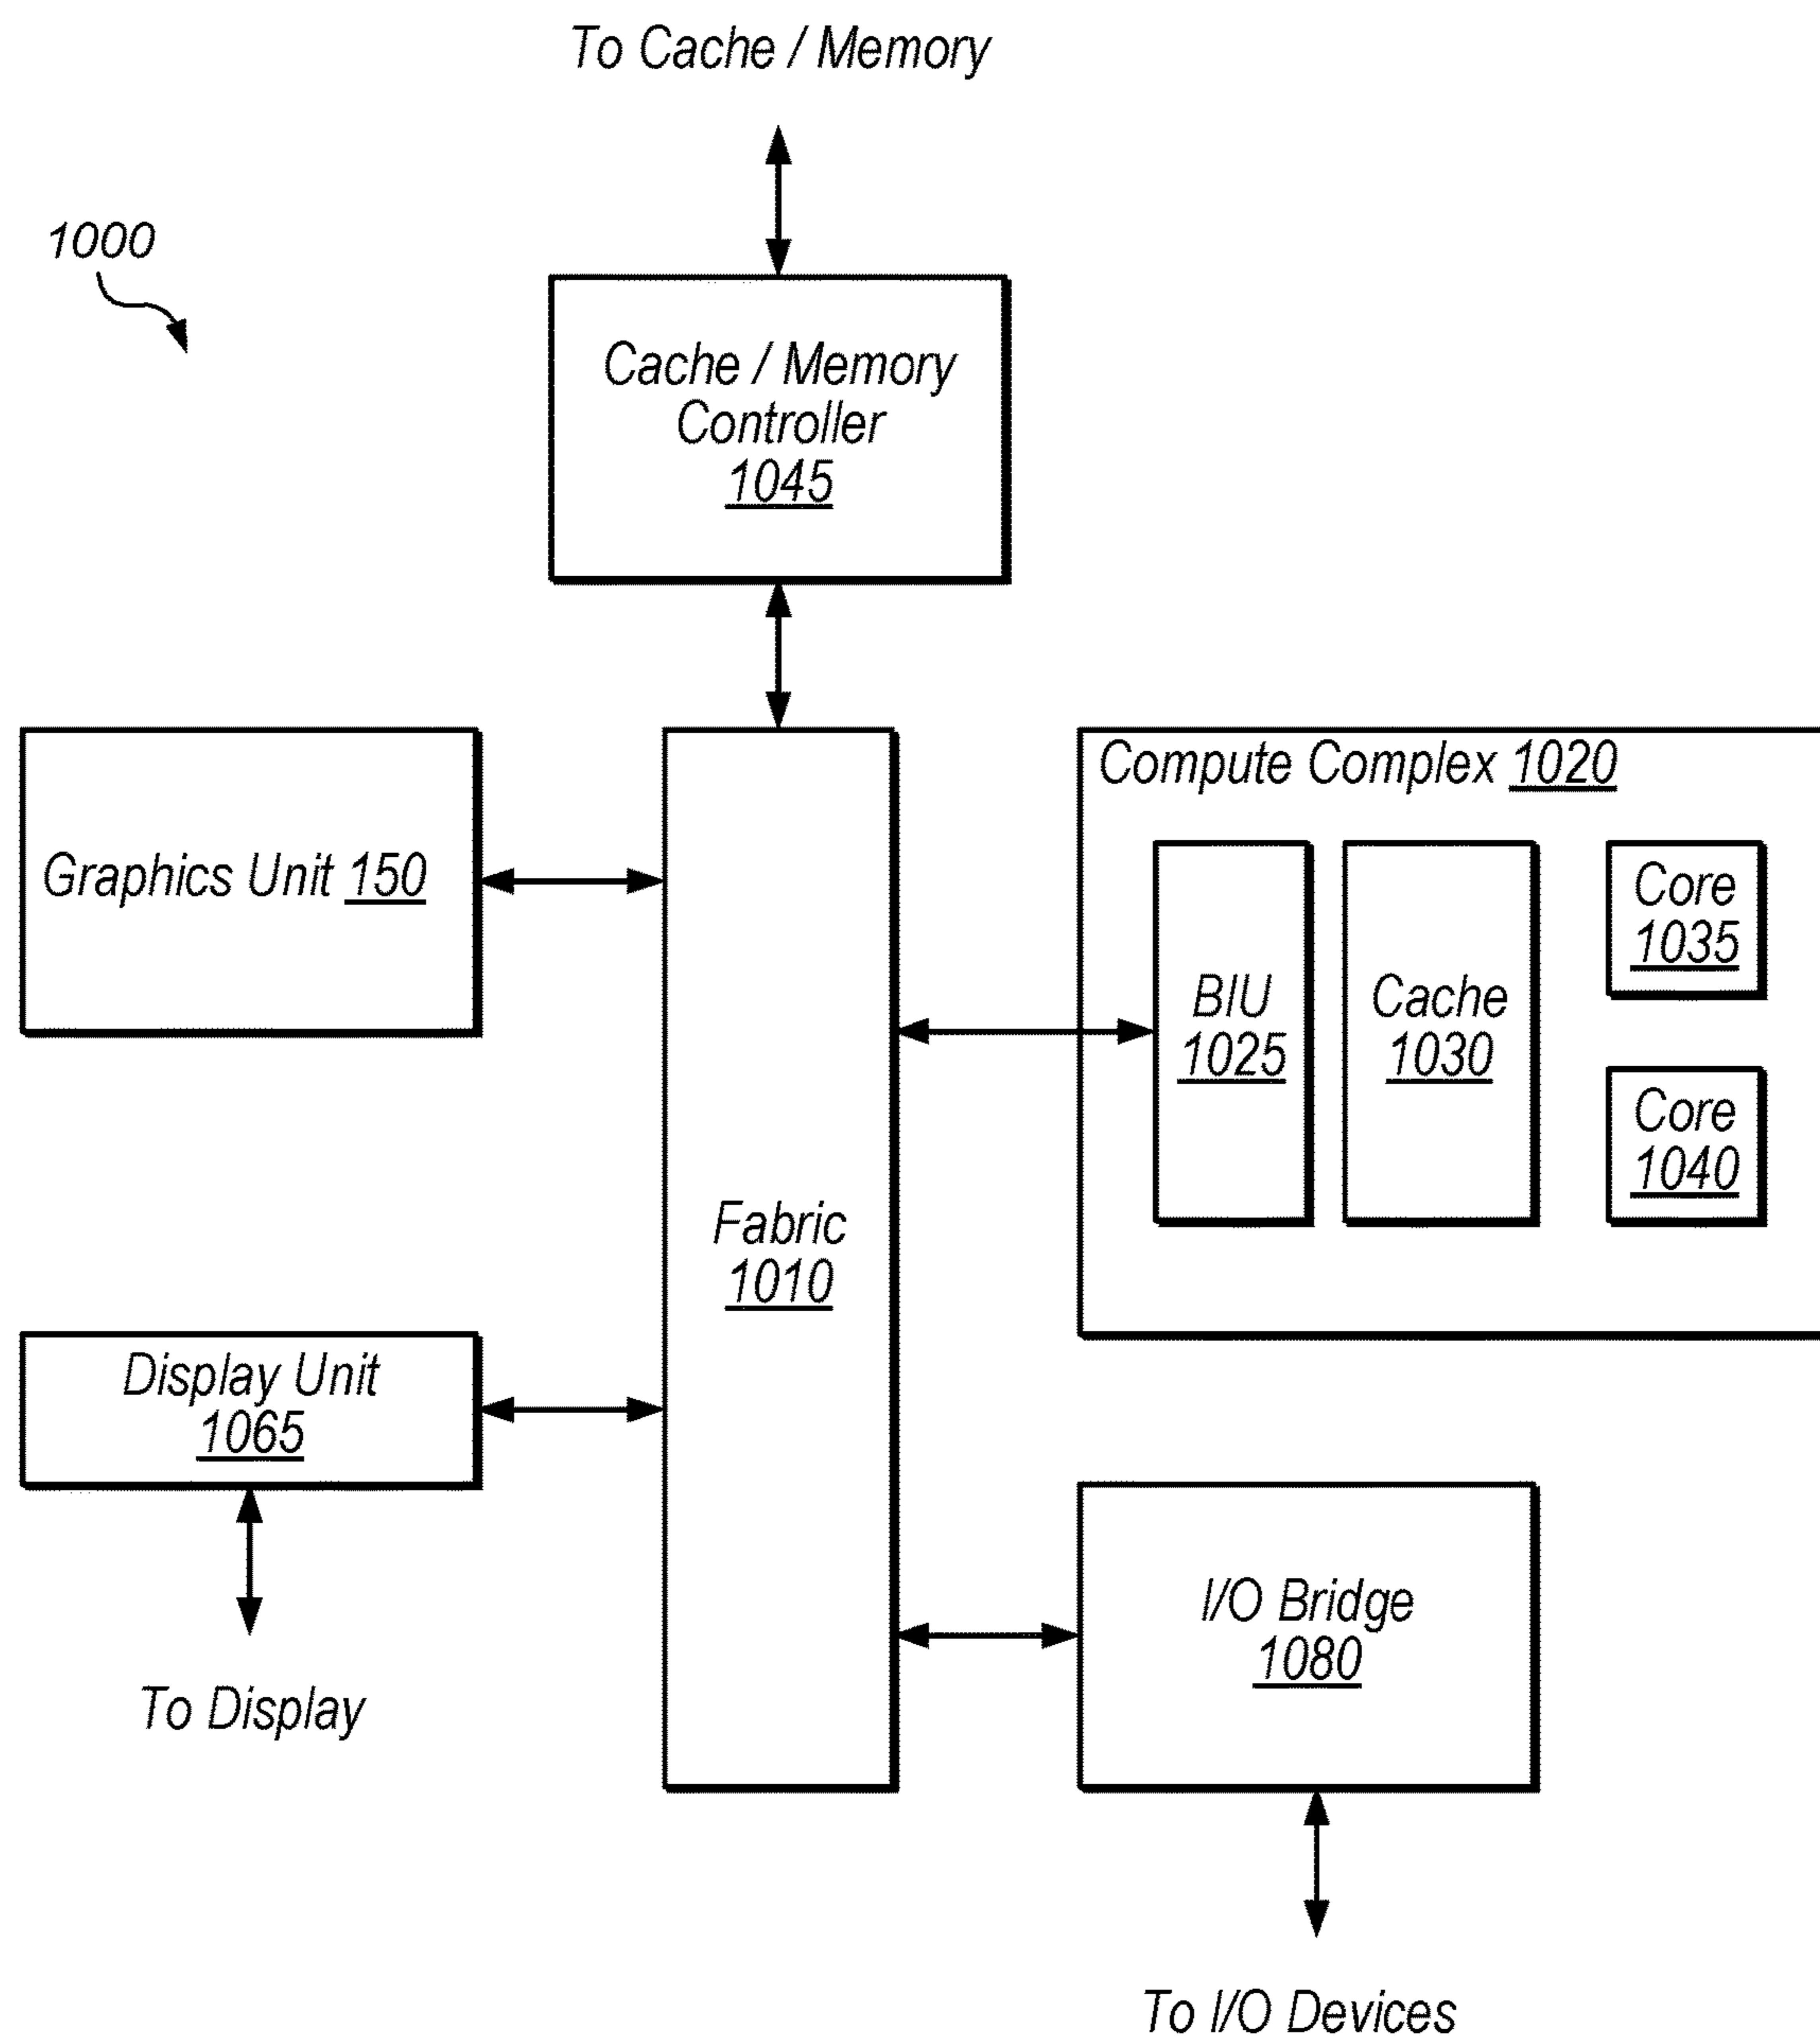 To Cache / Memory
1000
Cache / Memory
Controller
1045
Graphics Unit 150
Fabric
1010
Compute Complex 1020
BIU
1025
Cache
1030
Core
1035
Core
1040
Display Unit
1065
To Display
I/O Bridge
1080
To I/O Devices